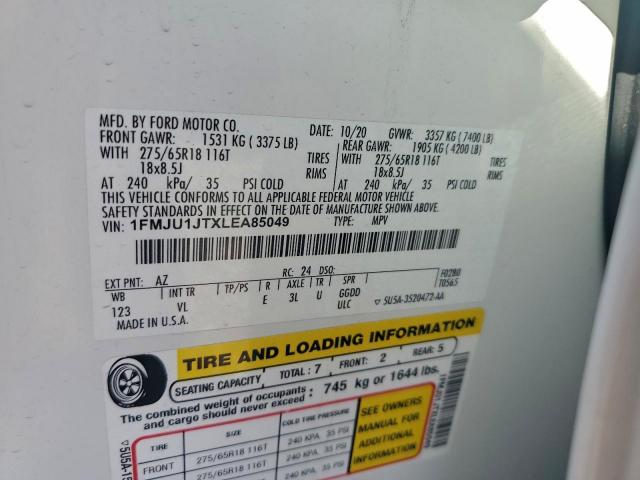 MFD. BY FORD MOTOR CO.
DATE: 10/20 GVWR: 3357 KG ( 7400 LB)
FRONT GAWR: 1531 KG ( 3375 LB)
REAR GAWR: 1905 KG ( 4200 LB)
WITH 275/65R18 116T TIRES
WITH 275/65R18 116T TIRES
18x8.5J RIMS
18x8.5J RIMS
AT 240 kPa/ 35 PSI COLD
AT 240 kPa/ 35 PSI COLD
THIS VEHICLE CONFORMS TO ALL APPLICABLE FEDERAL MOTOR VEHICLE
SAFETY STANDARDS IN EFFECT ON THE DATE OF MANUFACTURE SHOWN ABOVE.
VIN: 1FMJU1JTXLEA85049 TYPE: MPV
EXT PNT: AZ RC: 24 DSO:
F0280
T0565
WB INT TR TP/PS R AXLE TR SPR
123 VL E 3L U GGDD
ULC
MADE IN U.S.A.
▽ 5U5A-3520472-AA
TIRE AND LOADING INFORMATION
SEATING CAPACITY TOTAL : 7 FRONT: 2 REAR: 5
The combined weight of occupants and cargo should never exceed : 745 kg or 1644 lbs.
TIRE SIZE COLD TIRE PRESSURE
FRONT 275/65R18 116T 240 KPA, 35 PSI
275/65R18 116T 240 KPA, 35 PSI
SEE OWNERS
MANUAL FOR
ADDITIONAL
INFORMATION